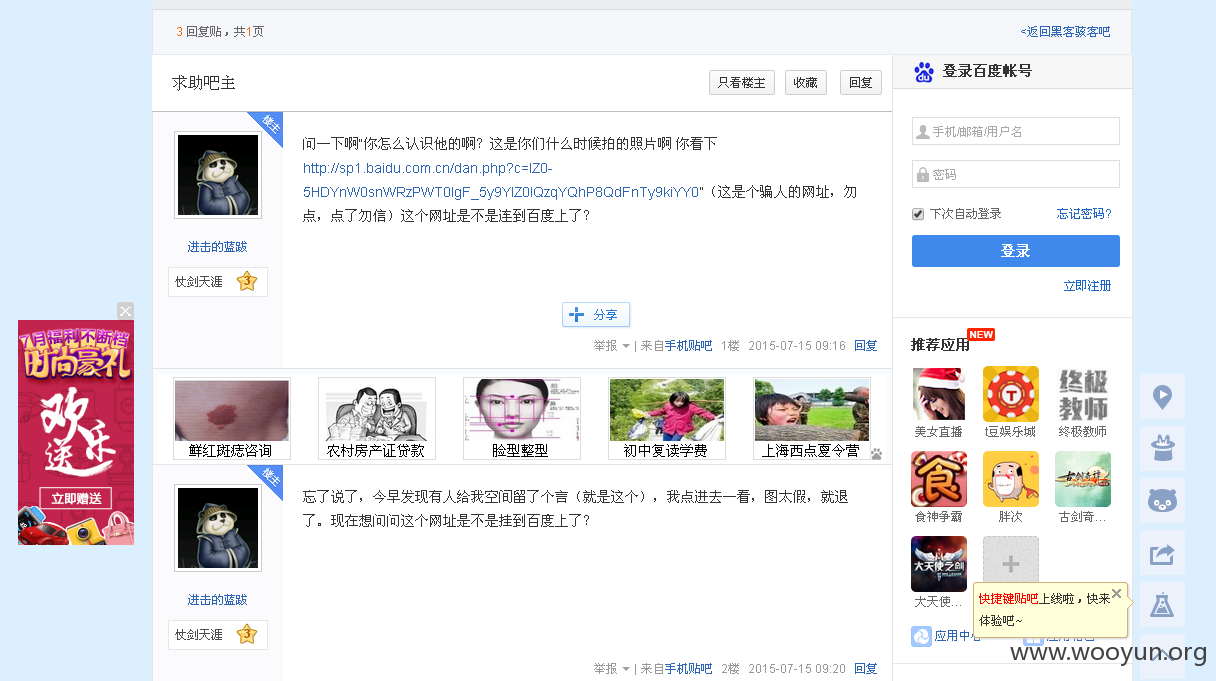 3 回复贴，共1页
<返回黑客骇客吧
求助吧主
只看楼主
收藏
回复
楼主
进击的蓝跋
仗剑天涯
3
问一下啊"你怎么认识他的啊？这是你们什么时候拍的照片啊 你看下
http://sp1.baidu.com.cn/dan.php?c=IZ0-
5HDYnW0snWRzPWT0IgF_5y9YIZ0IQzqYQhP8QdFnTy9kiYY0"（这是个骗人的网址，勿
点，点了勿信）这个网址是不是连到百度上了？
分享
举报 | 来自手机贴吧 1楼 2015-07-15 09:16 回复
鲜红斑痣咨询
农村房产证贷款
脸型整型
初中复读学费
上海西点夏令营
楼主
进击的蓝跋
仗剑天涯
3
忘了说了，今早发现有人给我空间留了个言（就是这个），我点进去一看，图太假，就退
了。现在想问问这个网址是不是挂到百度上了？
举报 | 来自手机贴吧 2楼 2015-07-15 09:20 回复
du
登录百度帐号
手机/邮箱/用户名
密码
下次自动登录
忘记密码?
登录
立即注册
推荐应用
NEW
美女直播
t豆娱乐城
终极
教师
终极教师
食
食神争霸
胖次
古剑奇...
大天使之剑
大天使...
快捷键贴吧上线啦，快来
体验吧~
应用中
7月福利不断档
时尚豪礼
欢乐送
立即赠送
www.wooyun.org